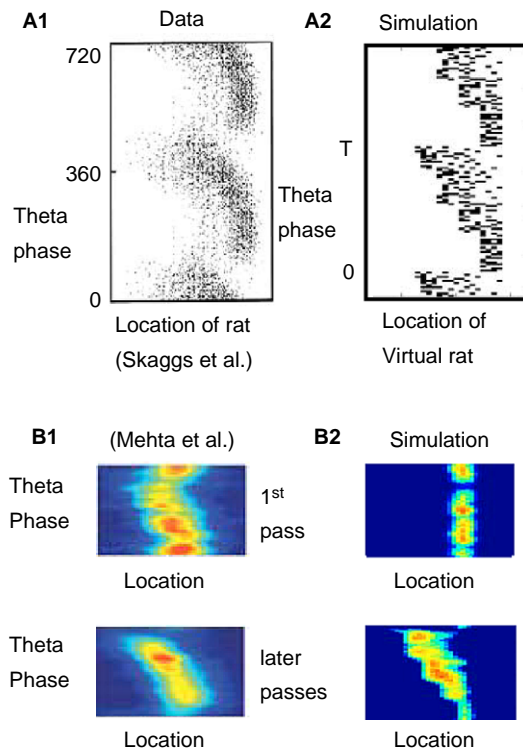 A1
Data
720
360
Theta
phase
0
Location of rat
(Skaggs et al.)
A2
Simulation
T
Theta
phase
0
Location of
Virtual rat
B1
(Mehta et al.)
Theta
Phase
1st
pass
Location
B2
Simulation
Location
Theta
Phase
later
passes
Location
Location